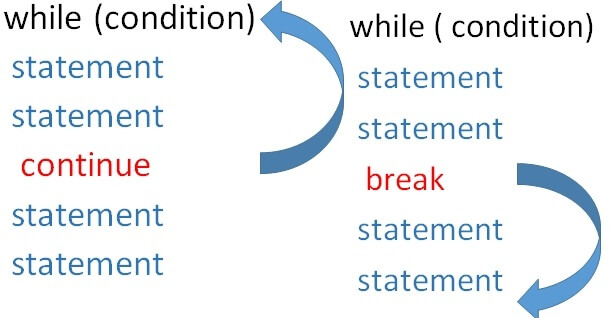 while (condition)
statement
statement
continue
statement
statement
while ( condition)
statement
statement
break
statement
statement